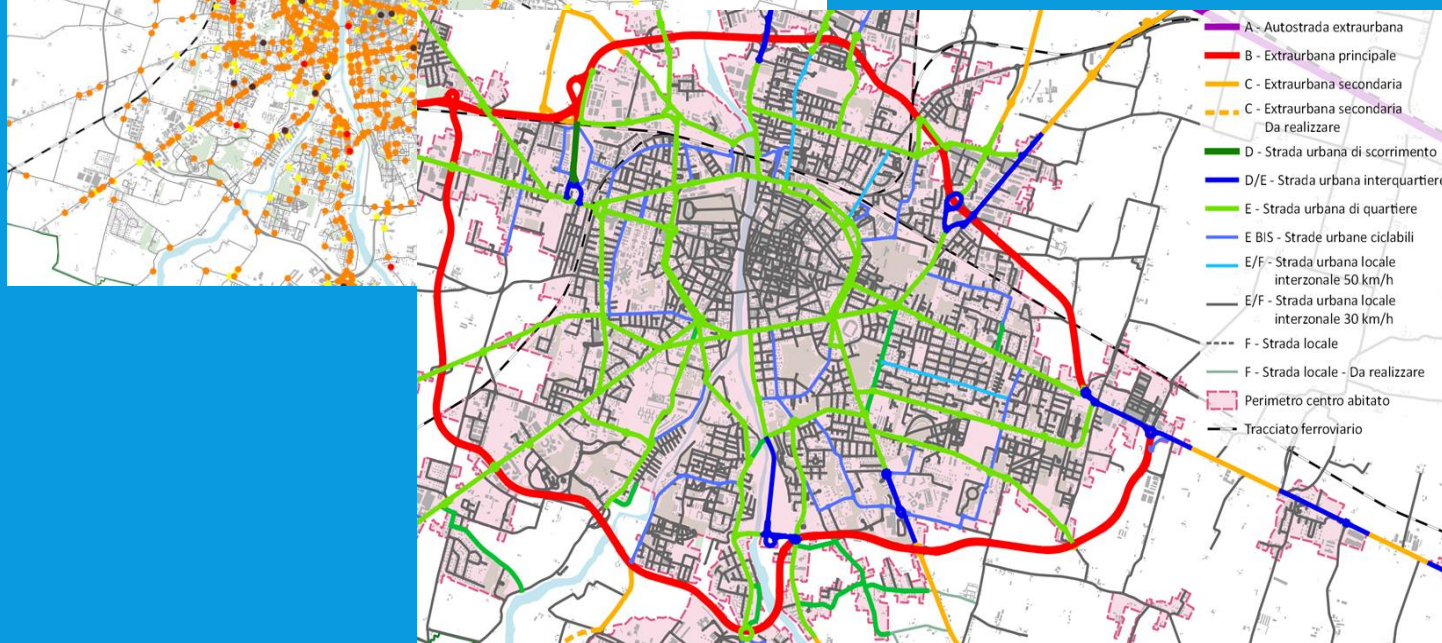 A - Autostrada extraurbana
B - Extraurbana principale
C - Extraurbana secondaria
C - Extraurbana secondaria
Da realizzare
D - Strada urbana di scorrimento
D/E - Strada urbana interquartiere
E - Strada urbana di quartiere
E BIS - Strade urbane ciclabili
E/F - Strada urbana locale
interzonale 50 km/h
E/F - Strada urbana locale
interzonale 30 km/h
F - Strada locale
F - Strada locale - Da realizzare
Perimetro centro abitato
Tracciato ferroviario